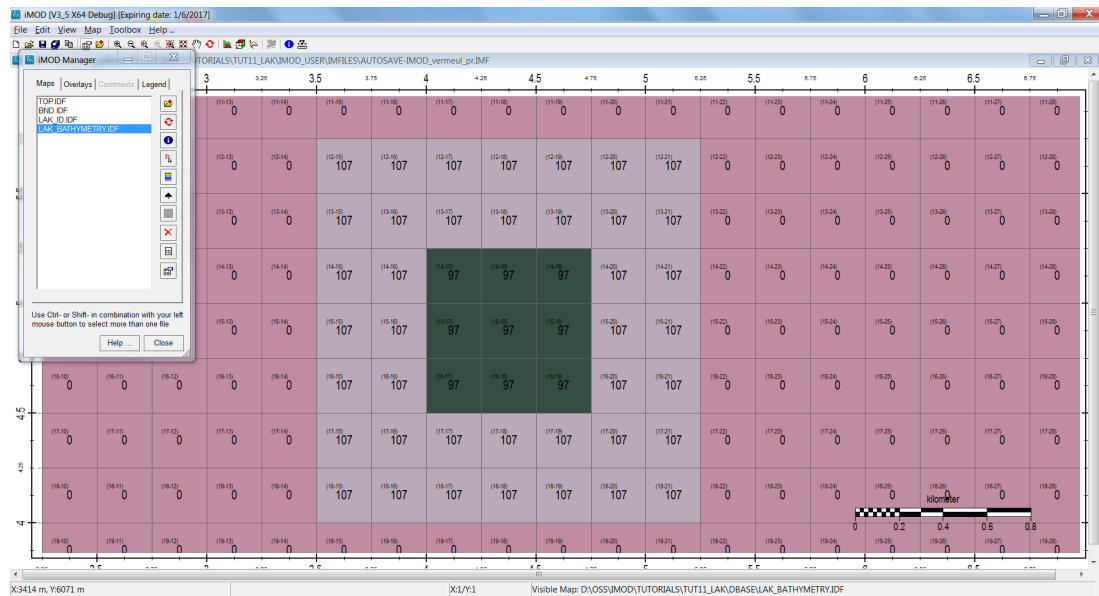 iMOD [V3_5 X64 Debug] (Expiring date: 1/6/2017)
File Edit View Map Toolbox Help ..
iMOD Manager
TORIALS\TUT11_LAK\IMOD_USER\IMFILES\AUTOSAVE-IMOD_vermeul_pr.IMF
Maps Overlays Comments Legend
TOP.IDF
BND.IDF
LAK_ID.IDF
LAK_BATHYMETRY.IDF
Use Ctrl- or Shift- in combination with your left
mouse button to select more than one file
Help ... Close
3 3.25 3.5 3.75 4 4.25 4.5 4.75 5 5.25 5.5 5.75 6 6.25 6.5 6.75
(11-13) (11-14) (11-15) (11-16) (11-17) (11-18) (11-19) (11-20) (11-21) (11-22) (11-23) (11-24) (11-25) (11-26) (11-27) (11-28)
0 0 0 0 0 0 0 0 0 0 0 0 0 0 0 0
(12-13) (12-14) (12-15) (12-16) (12-17) (12-18) (12-19) (12-20) (12-21) (12-22) (12-23) (12-24) (12-25) (12-26) (12-27) (12-28)
0 0 107 107 107 107 107 107 107 0 0 0 0 0 0 0
(13-13) (13-14) (13-15) (13-16) (13-17) (13-18) (13-19) (13-20) (13-21) (13-22) (13-23) (13-24) (13-25) (13-26) (13-27) (13-28)
0 0 107 107 107 107 107 107 107 0 0 0 0 0 0 0
(14-13) (14-14) (14-15) (14-16) (14-17) (14-18) (14-19) (14-20) (14-21) (14-22) (14-23) (14-24) (14-25) (14-26) (14-27) (14-28)
0 0 107 107 97 97 97 107 107 0 0 0 0 0 0 0
(15-13) (15-14) (15-15) (15-16) (15-17) (15-18) (15-19) (15-20) (15-21) (15-22) (15-23) (15-24) (15-25) (15-26) (15-27) (15-28)
0 0 107 107 97 97 97 107 107 0 0 0 0 0 0 0
(16-10) (16-11) (16-12) (16-13) (16-14) (16-15) (16-16) (16-17) (16-18) (16-19) (16-20) (16-21) (16-22) (16-23) (16-24) (16-25) (16-26) (16-27) (16-28)
0 0 0 0 0 107 107 97 97 97 107 107 0 0 0 0 0 0 0
4.5
(17-10) (17-11) (17-12) (17-13) (17-14) (17-15) (17-16) (17-17) (17-18) (17-19) (17-20) (17-21) (17-22) (17-23) (17-24) (17-25) (17-26) (17-27) (17-28)
0 0 0 0 0 107 107 107 107 107 107 107 0 0 0 0 0 0 0
4.25
(18-10) (18-11) (18-12) (18-13) (18-14) (18-15) (18-16) (18-17) (18-18) (18-19) (18-20) (18-21) (18-22) (18-23) (18-24) (18-25) (18-26) (18-27) (18-28)
0 0 0 0 0 107 107 107 107 107 107 107 0 0 0 0 0 0 0
kilometer
0 0.2 0.4 0.6 0.8
4
(19-10) (19-11) (19-12) (19-13) (19-14) (19-15) (19-16) (19-17) (19-18) (19-19) (19-20) (19-21) (19-22) (19-23) (19-24) (19-25) (19-26) (19-27) (19-28)
0 0 0 0 0 0 0 0 0 0 0 0 0 0 0 0 0 0 0
X:3414 m, Y:6071 m X:1/Y:1 Visible Map: D:\OSS\IMOD\TUTORIALS\TUT11_LAK\DBASE\LAK_BATHYMETRY.IDF